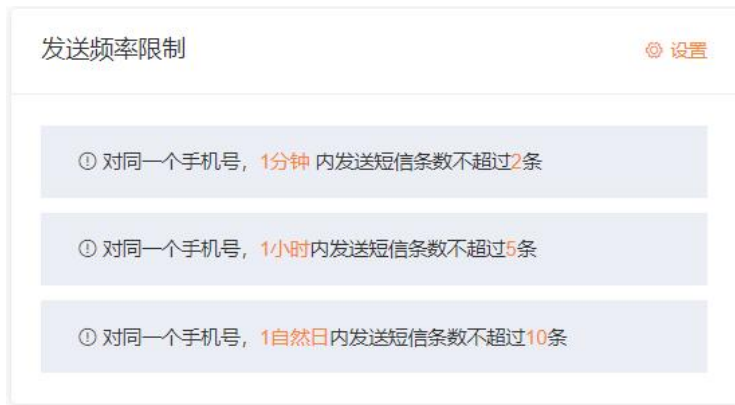 发送频率限制
设置
对同一个手机号，1分钟 内发送短信条数不超过2条
对同一个手机号，1小时内发送短信条数不超过5条
对同一个手机号，1自然日内发送短信条数不超过10条